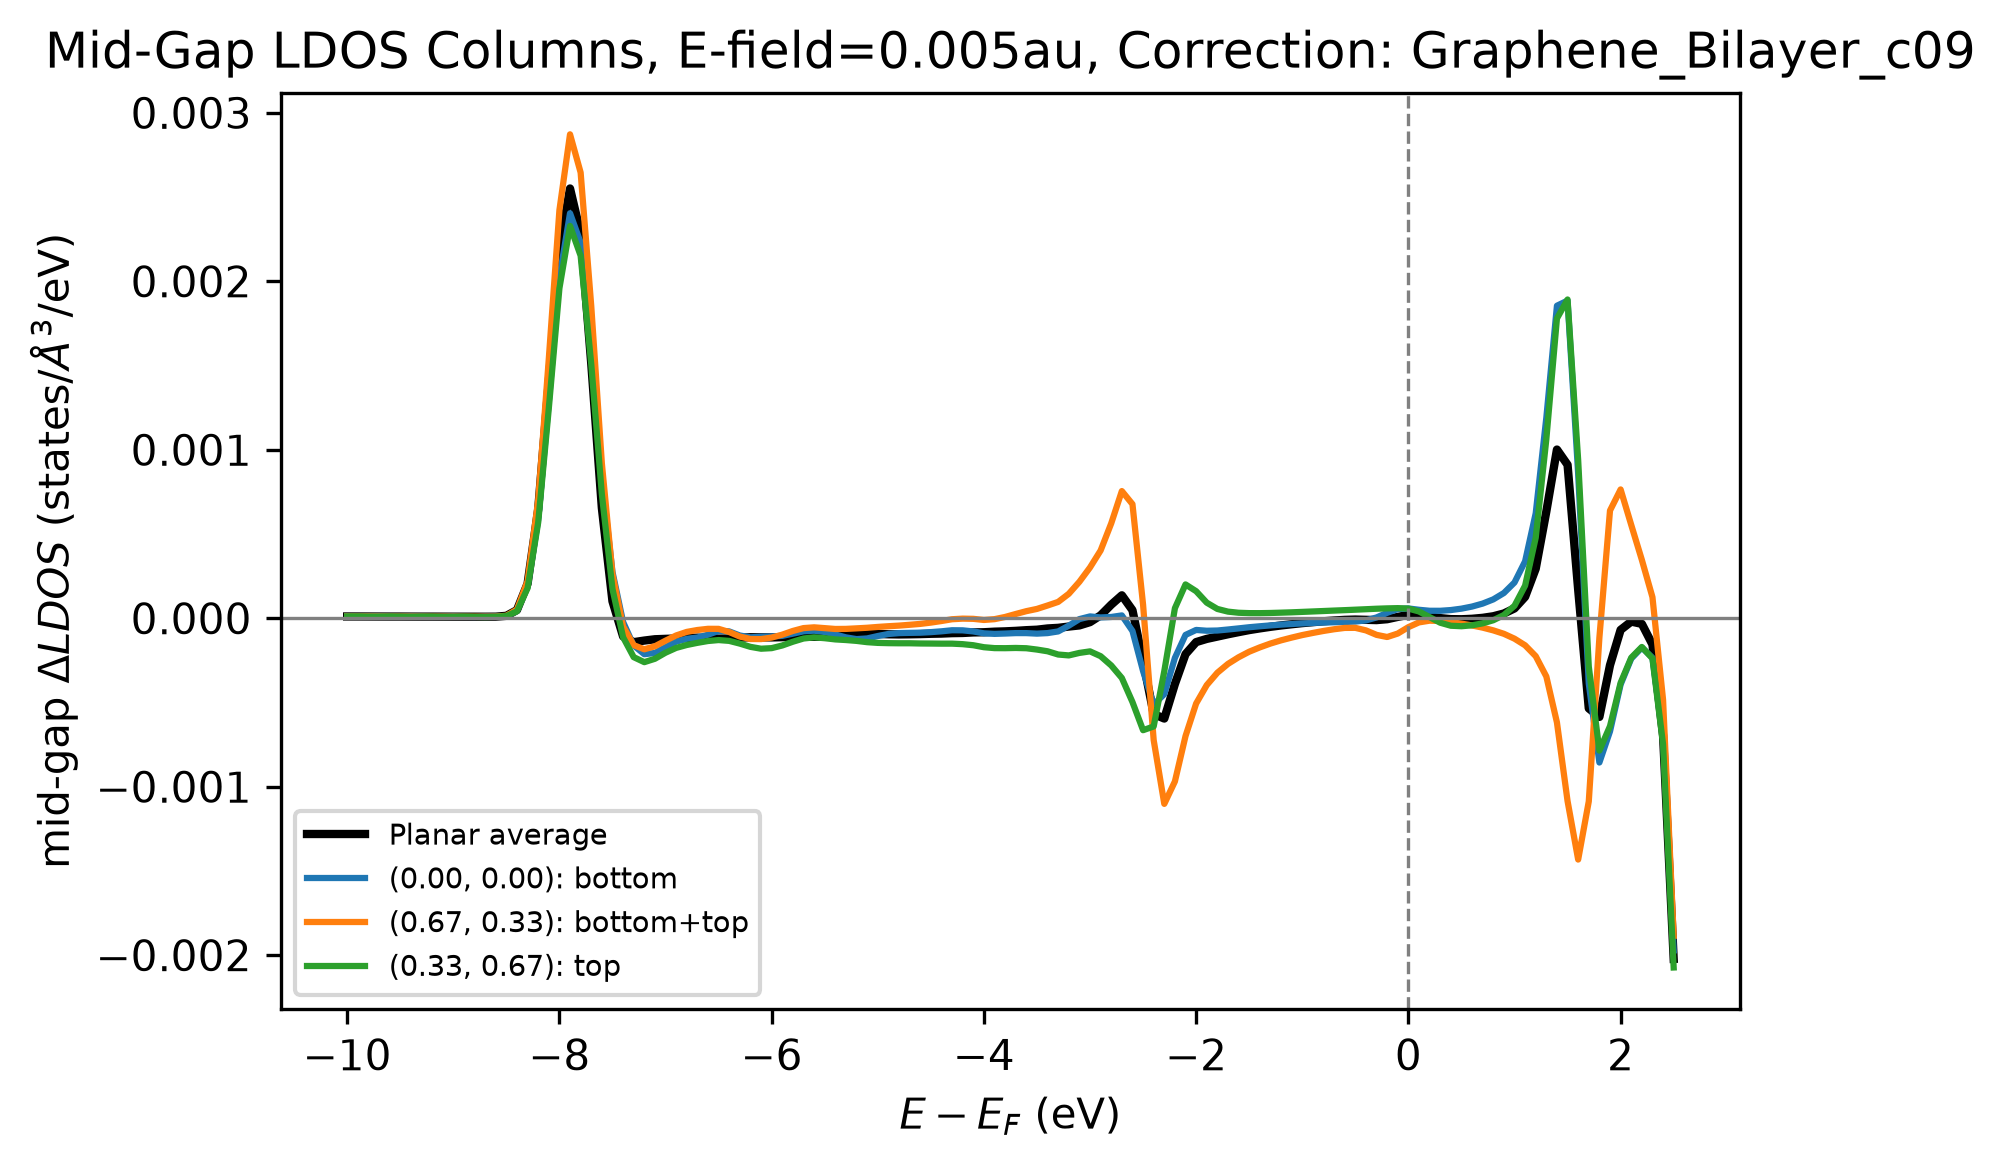 Mid-Gap LDOS Columns, E-field=0.005au, Correction: Graphene_Bilayer_c09
mid-gap ΔLDOS (states/Å³/eV)
0.003
0.002
0.001
0.000
−0.001
−0.002
Planar average
(0.00, 0.00): bottom
(0.67, 0.33): bottom+top
(0.33, 0.67): top
−10
−8
−6
−4
−2
0
2
E − E_F (eV)